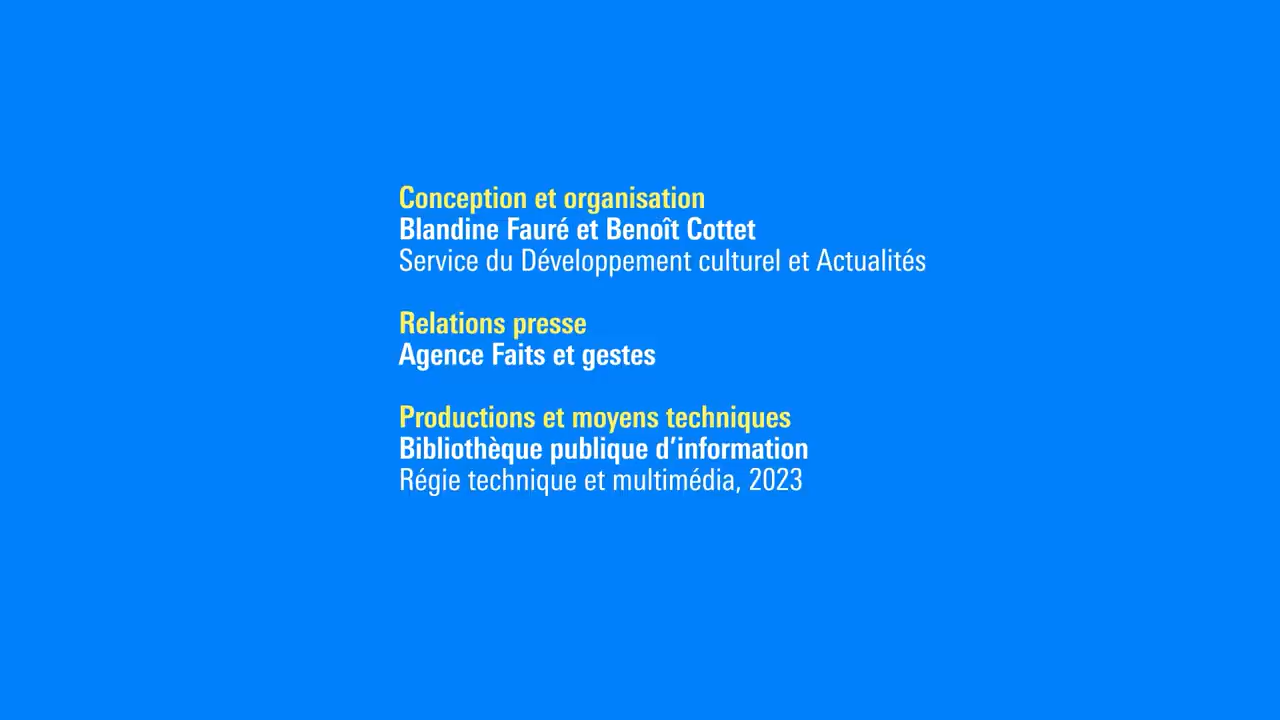 Conception et organisation
Blandine Fauré et Benoît Cottet
Service du Développement culturel et Actualités
Relations presse
Agence Faits et gestes
Productions et moyens techniques
Bibliothèque publique d’information
Régie technique et multimédia, 2023